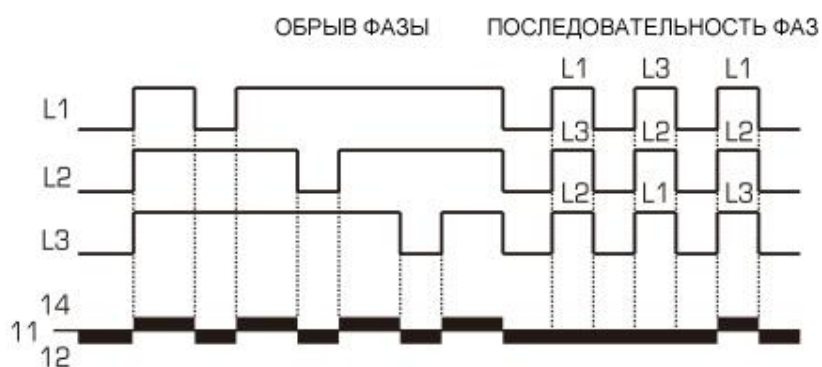 ОБРЫВ ФАЗЫ ПОСЛЕДОВАТЕЛЬНОСТЬ ФАЗ
L1 L3 L1
L1
L3 L2 L2
L2
L2 L1 L3
L3
14
11
12